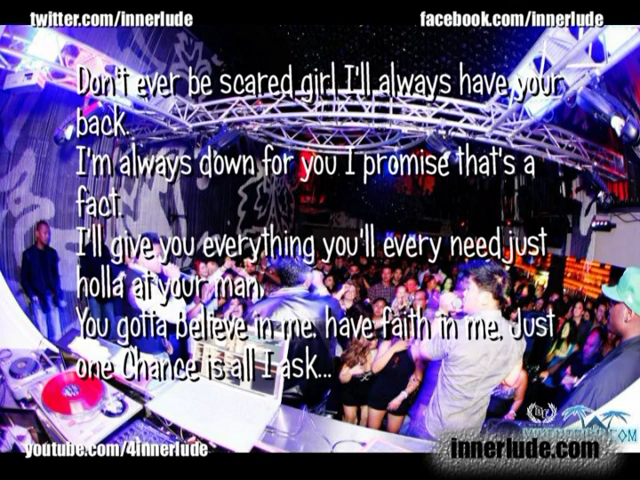 twitter.com/innerlude
facebook.com/innerlude
Don't ever be scared girl I'll always have your
back.
I'm always down for you I promise that's a
fact.
I'll give you everything you'll every need,just
holla at your man.
You gotta believe in me, have faith in me. Just
one Chance is all I ask...
youtube.com/4innerlude
innerlude.com